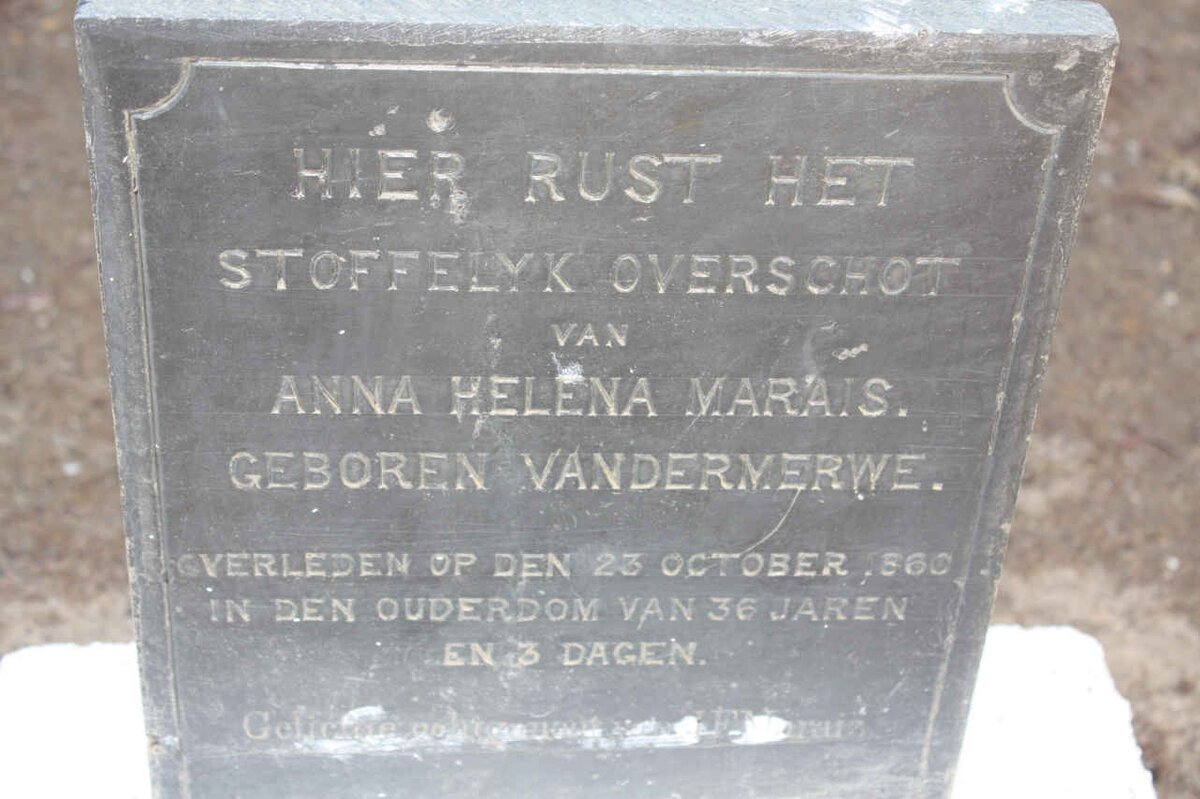 HIER RUST HET
STOFFELYK OVERSCHOT
VAN
ANNA HELENA MARAIS.
GEBOREN VANDERMERWE.
OVERLEDEN OP DEN 23 OCTOBER 1860
IN DEN OUDERDOM VAN 36 JAREN
EN 3 DAGEN.